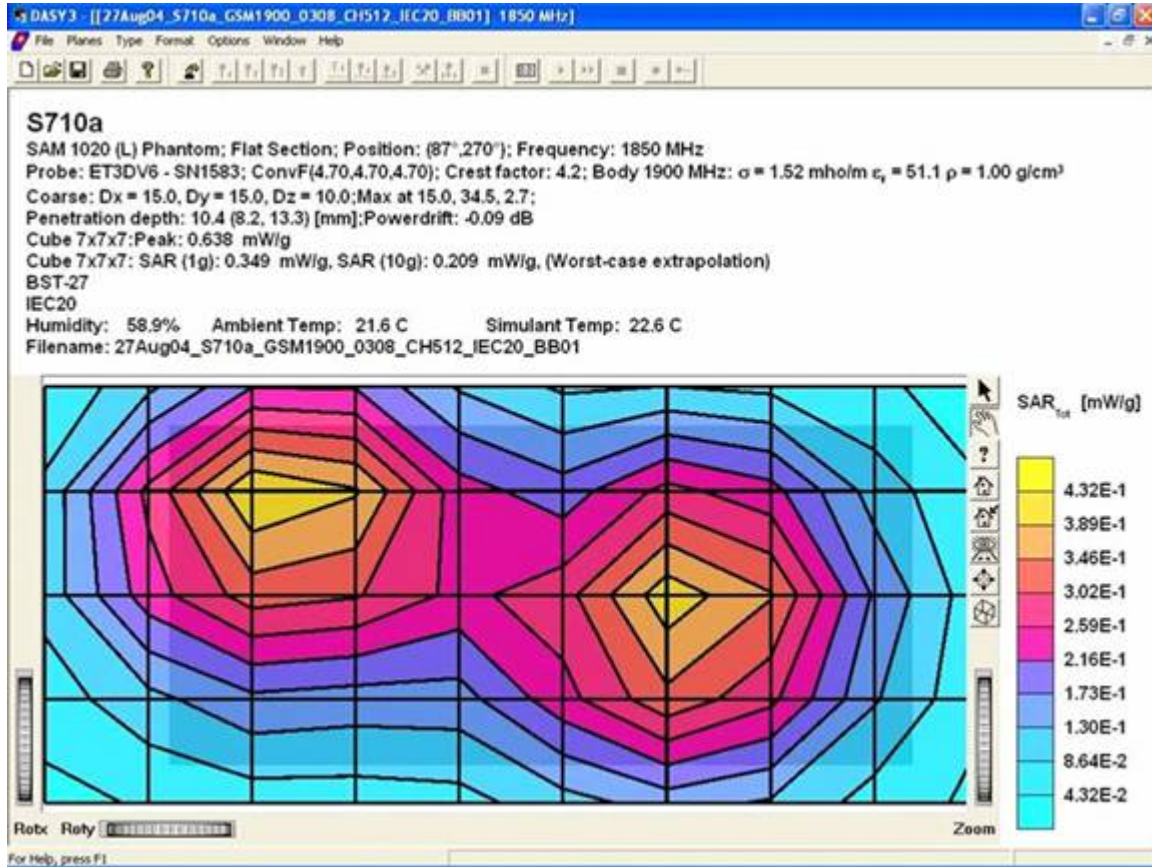 DASY3 - [[27Aug04_S710a_GSM1900_0308_CH512_IEC20_BB01] 1850 MHz]
File Planes Type Format Options Window Help
S710a
SAM 1020 (L) Phantom; Flat Section; Position: (87°,270°); Frequency: 1850 MHz
Probe: ET3DV6 - SN1583; ConvF(4.70,4.70,4.70); Crest factor: 4.2; Body 1900 MHz: σ = 1.52 mho/m εr = 51.1 ρ = 1.00 g/cm³
Coarse: Dx = 15.0, Dy = 15.0, Dz = 10.0;Max at 15.0, 34.5, 2.7;
Penetration depth: 10.4 (8.2, 13.3) [mm];Powerdrift: -0.09 dB
Cube 7x7x7:Peak: 0.638 mW/g
Cube 7x7x7: SAR (1g): 0.349 mW/g, SAR (10g): 0.209 mW/g, (Worst-case extrapolation)
BST-27
IEC20
Humidity: 58.9% Ambient Temp: 21.6 C Simulant Temp: 22.6 C
Filename: 27Aug04_S710a_GSM1900_0308_CH512_IEC20_BB01
SARTot [mW/g]
4.32E-1
3.89E-1
3.46E-1
3.02E-1
2.59E-1
2.16E-1
1.73E-1
1.30E-1
8.64E-2
4.32E-2
Rotx Roty Zoom
For Help, press F1